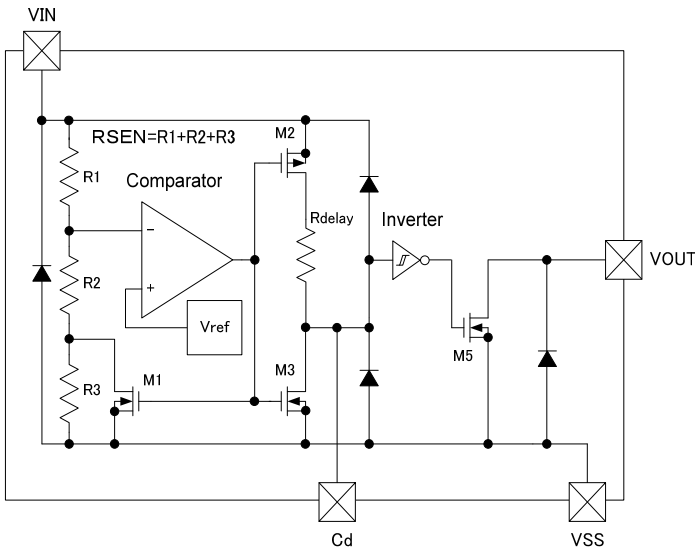 VIN
RSEN=R1+R2+R3
M2
R1
Comparator
Rdelay
Inverter
−
VOUT
R2
+
Vref
M5
M1
M3
R3
Cd
VSS